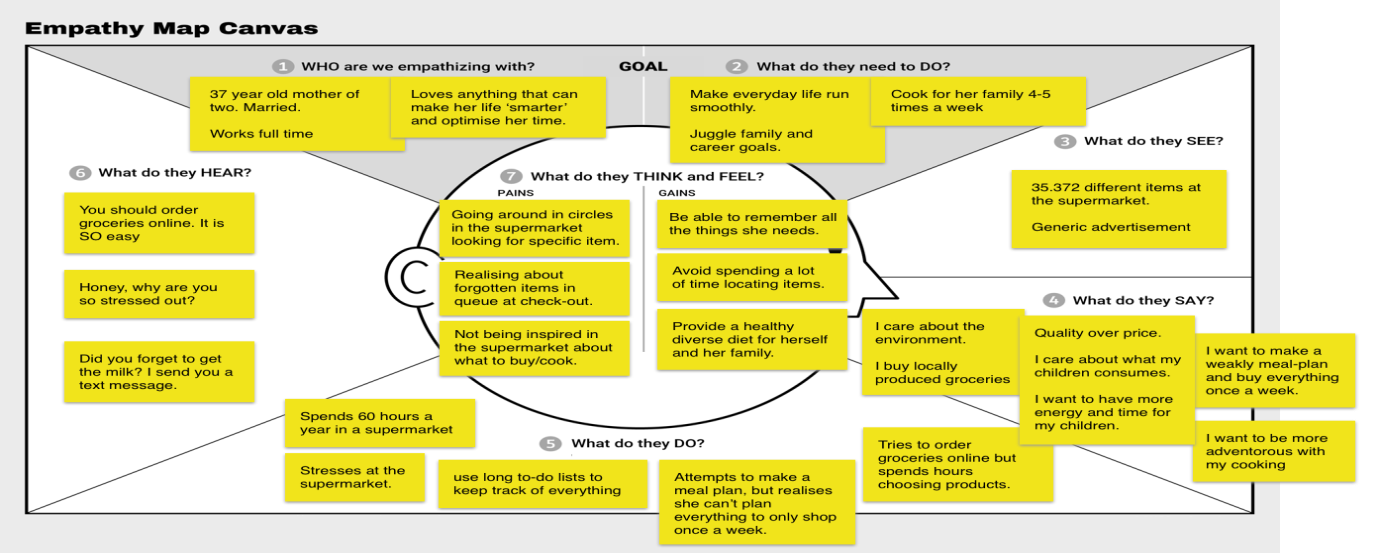 Empathy Map Canvas
1 WHO are we empathizing with?
37 year old mother of
two. Married.
Works full time
Loves anything that can
make her life ‘smarter’
and optimise her time.
GOAL
2 What do they need to DO?
Make everyday life run
smoothly.
Juggle family and
career goals.
Cook for her family 4-5
times a week
3 What do they SEE?
35.372 different items at
the supermarket.
Generic advertisement
4 What do they SAY?
I care about the
environment.
I buy locally
produced groceries
Quality over price.
I care about what my
children consumes.
I want to have more
energy and time for
my children.
I want to make a
weakly meal-plan
and buy everything
once a week.
I want to be more
adventorous with
my cooking
5 What do they DO?
Spends 60 hours a
year in a supermarket
Stresses at the
supermarket.
use long to-do lists to
keep track of everything
Attempts to make a
meal plan, but realises
she can’t plan
everything to only shop
once a week.
Tries to order
groceries online but
spends hours
choosing products.
6 What do they HEAR?
You should order
groceries online. It is
SO easy
Honey, why are you
so stressed out?
Did you forget to get
the milk? I send you a
text message.
7 What do they THINK and FEEL?
PAINS
Going around in circles
in the supermarket
looking for specific item.
Realising about
forgotten items in
queue at check-out.
Not being inspired in
the supermarket about
what to buy/cook.
GAINS
Be able to remember all
the things she needs.
Avoid spending a lot
of time locating items.
Provide a healthy
diverse diet for herself
and her family.